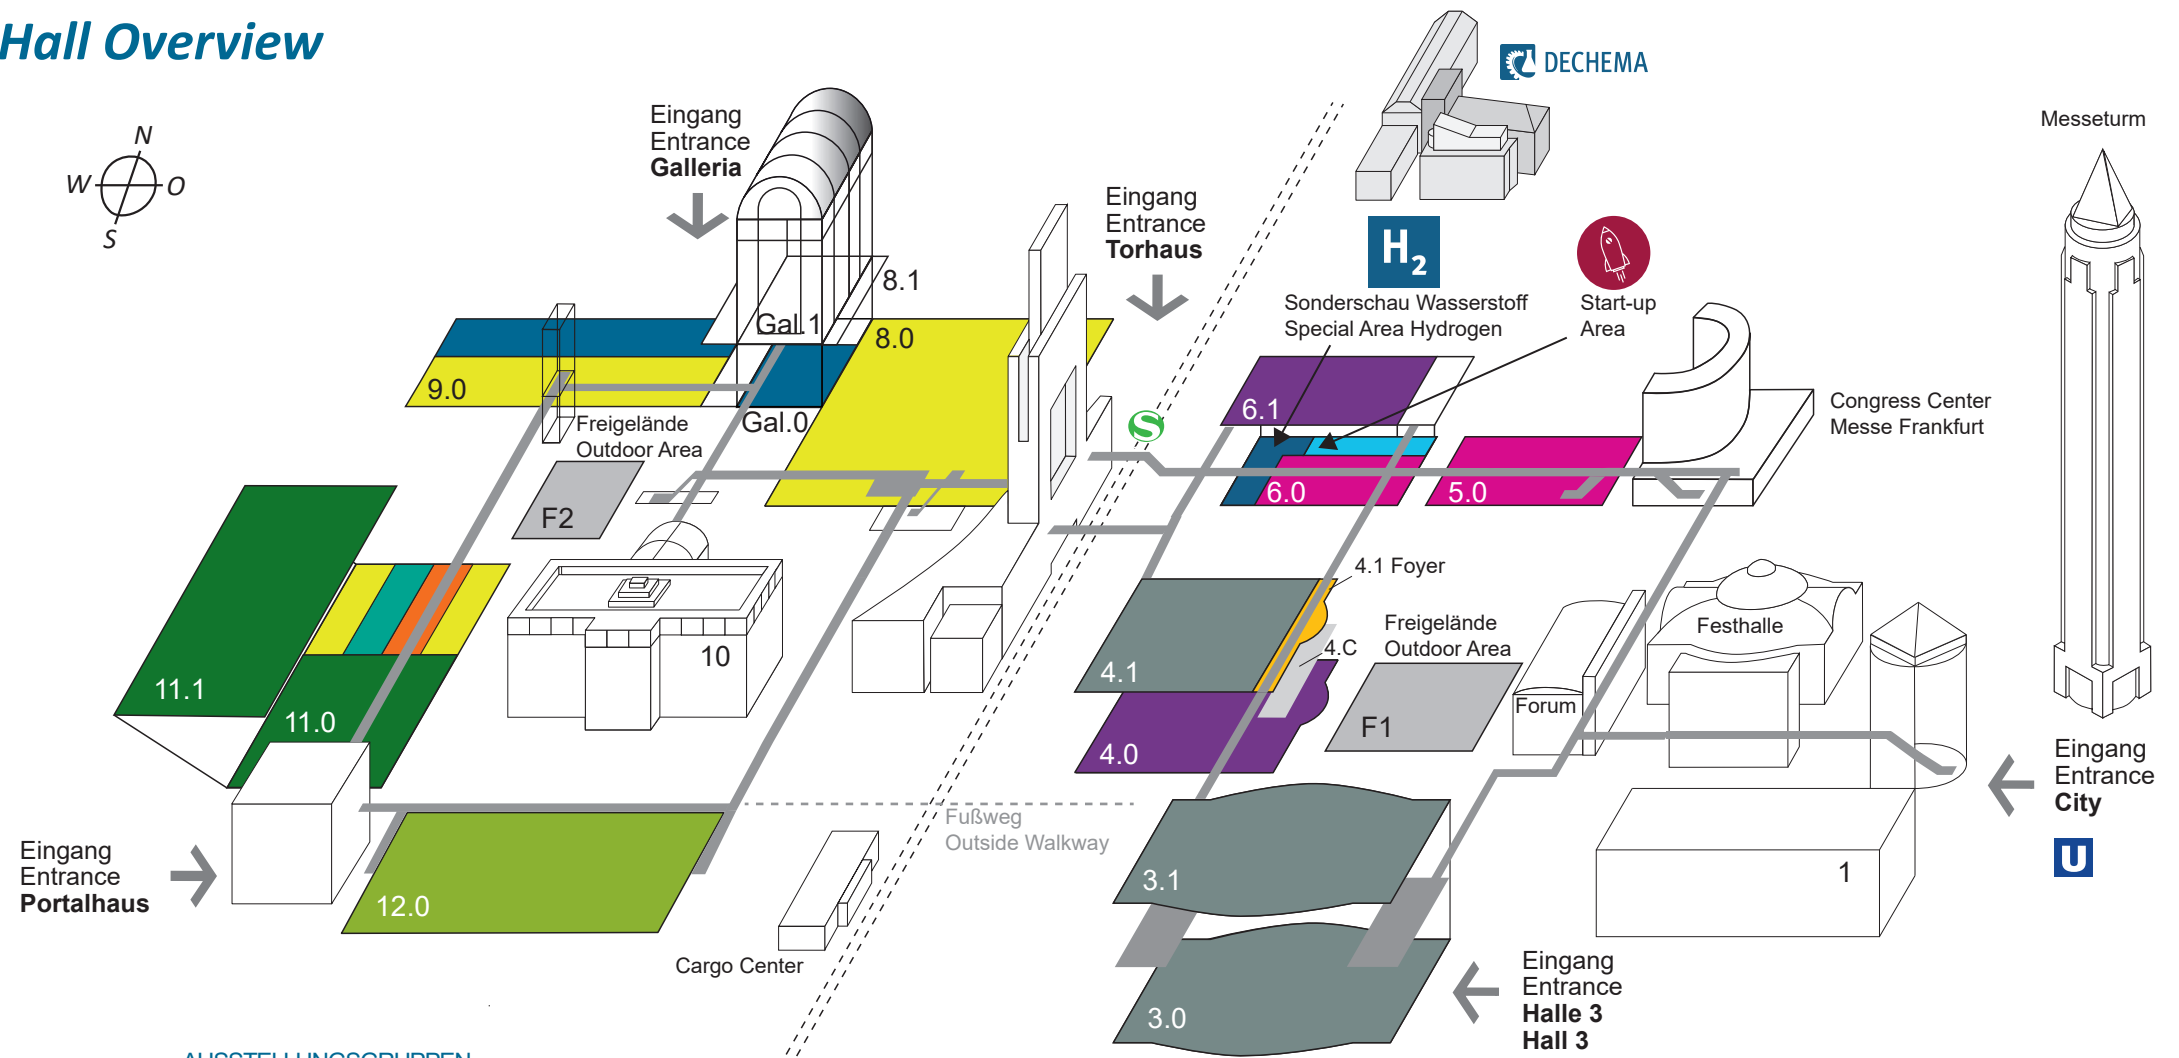 Hall Overview
DECHEMA
Messeturm
N
W
O
S
Eingang
Entrance
Galleria
Eingang
Entrance
Torhaus
H2
Sonderschau Wasserstoff
Special Area Hydrogen
Start-up
Area
8.1
Gal.1
8.0
9.0
Gal.0
Freigelände
Outdoor Area
F2
S
6.1
6.0
5.0
Congress Center
Messe Frankfurt
4.1 Foyer
4.C
4.1
4.0
Freigelände
Outdoor Area
F1
Forum
Festhalle
10
11.1
11.0
Eingang
Entrance
City
U
Fußweg
Outside Walkway
Eingang
Entrance
Portalhaus
12.0
Cargo Center
3.1
3.0
1
Eingang
Entrance
Halle 3
Hall 3
AUSSTELLUNGSGRUPPEN